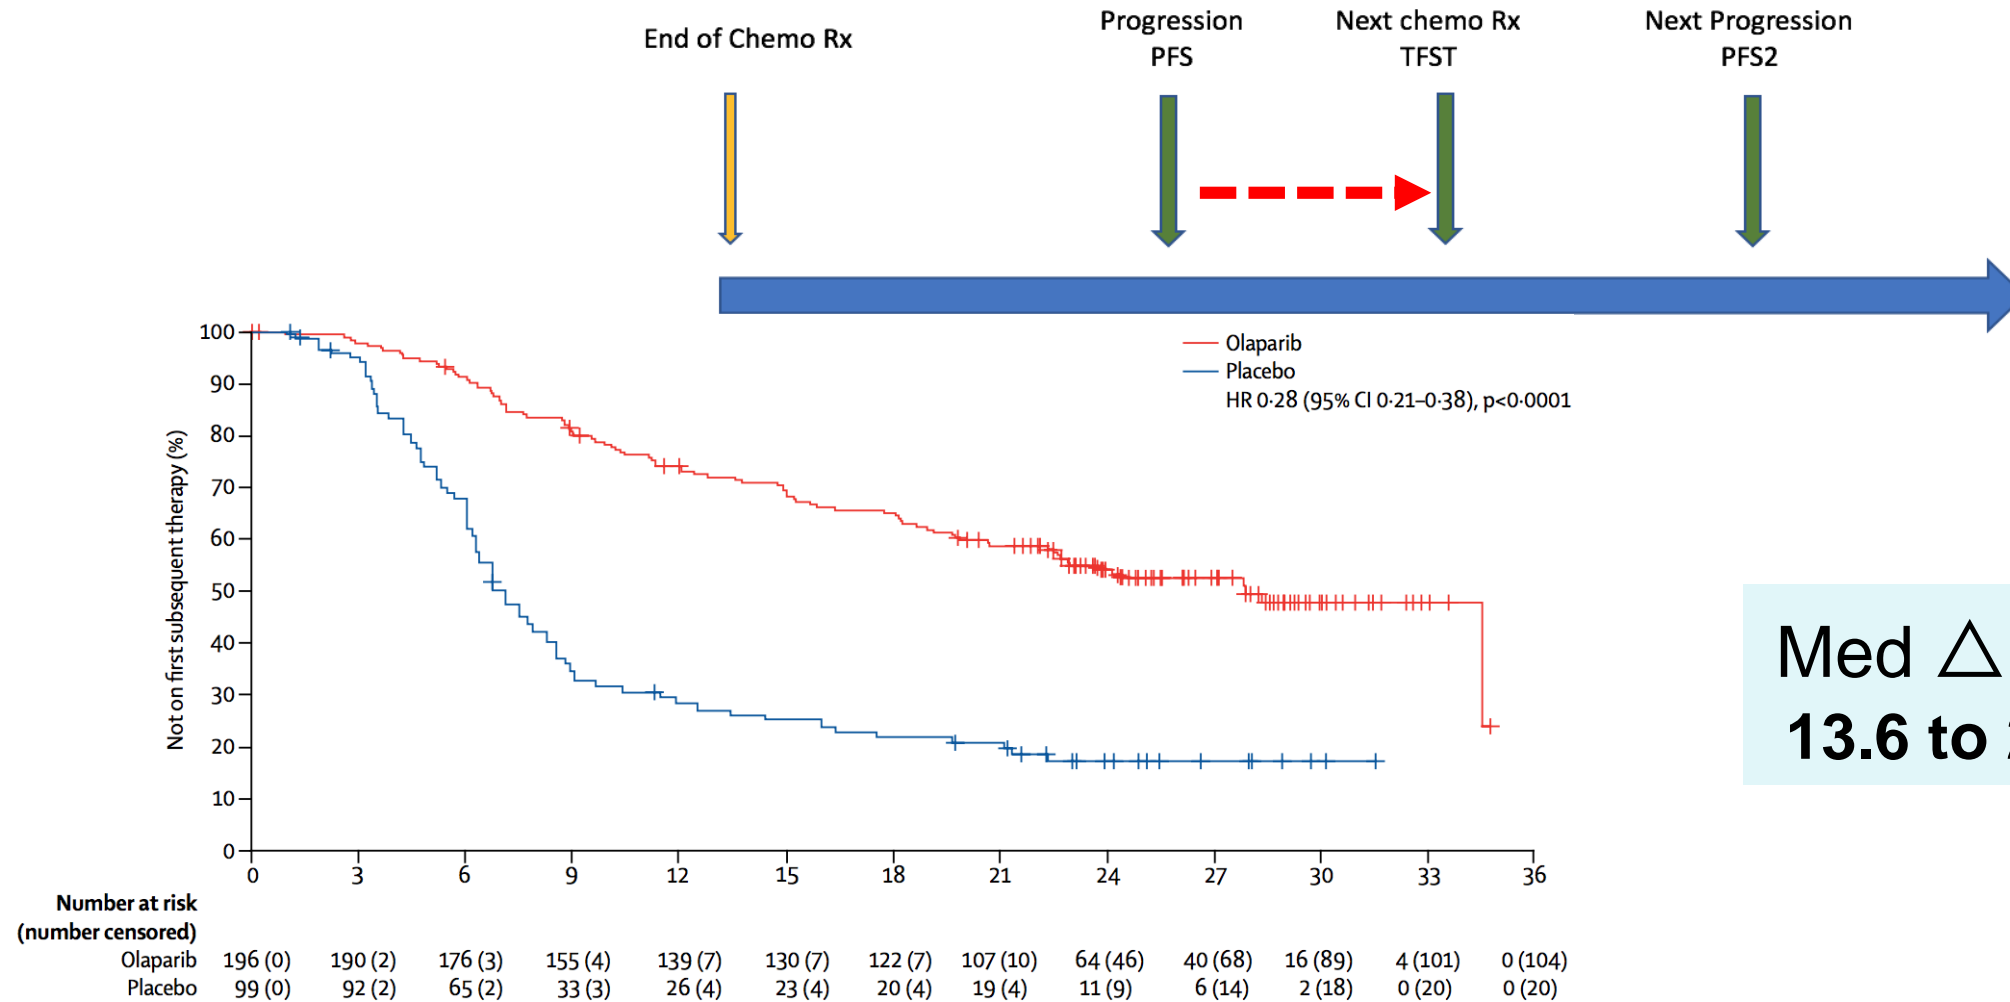 End of Chemo Rx
Progression
PFS
Next chemo Rx
TFST
Next Progression
PFS2
Olaparib
Placebo
HR 0·28 (95% CI 0·21–0·38), p<0·0001
Not on first subsequent therapy (%)
100
90
80
70
60
50
40
30
20
10
0
0 3 6 9 12 15 18 21 24 27 30 33 36
Med △
13.6 to
Number at risk
(number censored)
Olaparib 196 (0) 190 (2) 176 (3) 155 (4) 139 (7) 130 (7) 122 (7) 107 (10) 64 (46) 40 (68) 16 (89) 4 (101) 0 (104)
Placebo 99 (0) 92 (2) 65 (2) 33 (3) 26 (4) 23 (4) 20 (4) 19 (4) 11 (9) 6 (14) 2 (18) 0 (20) 0 (20)